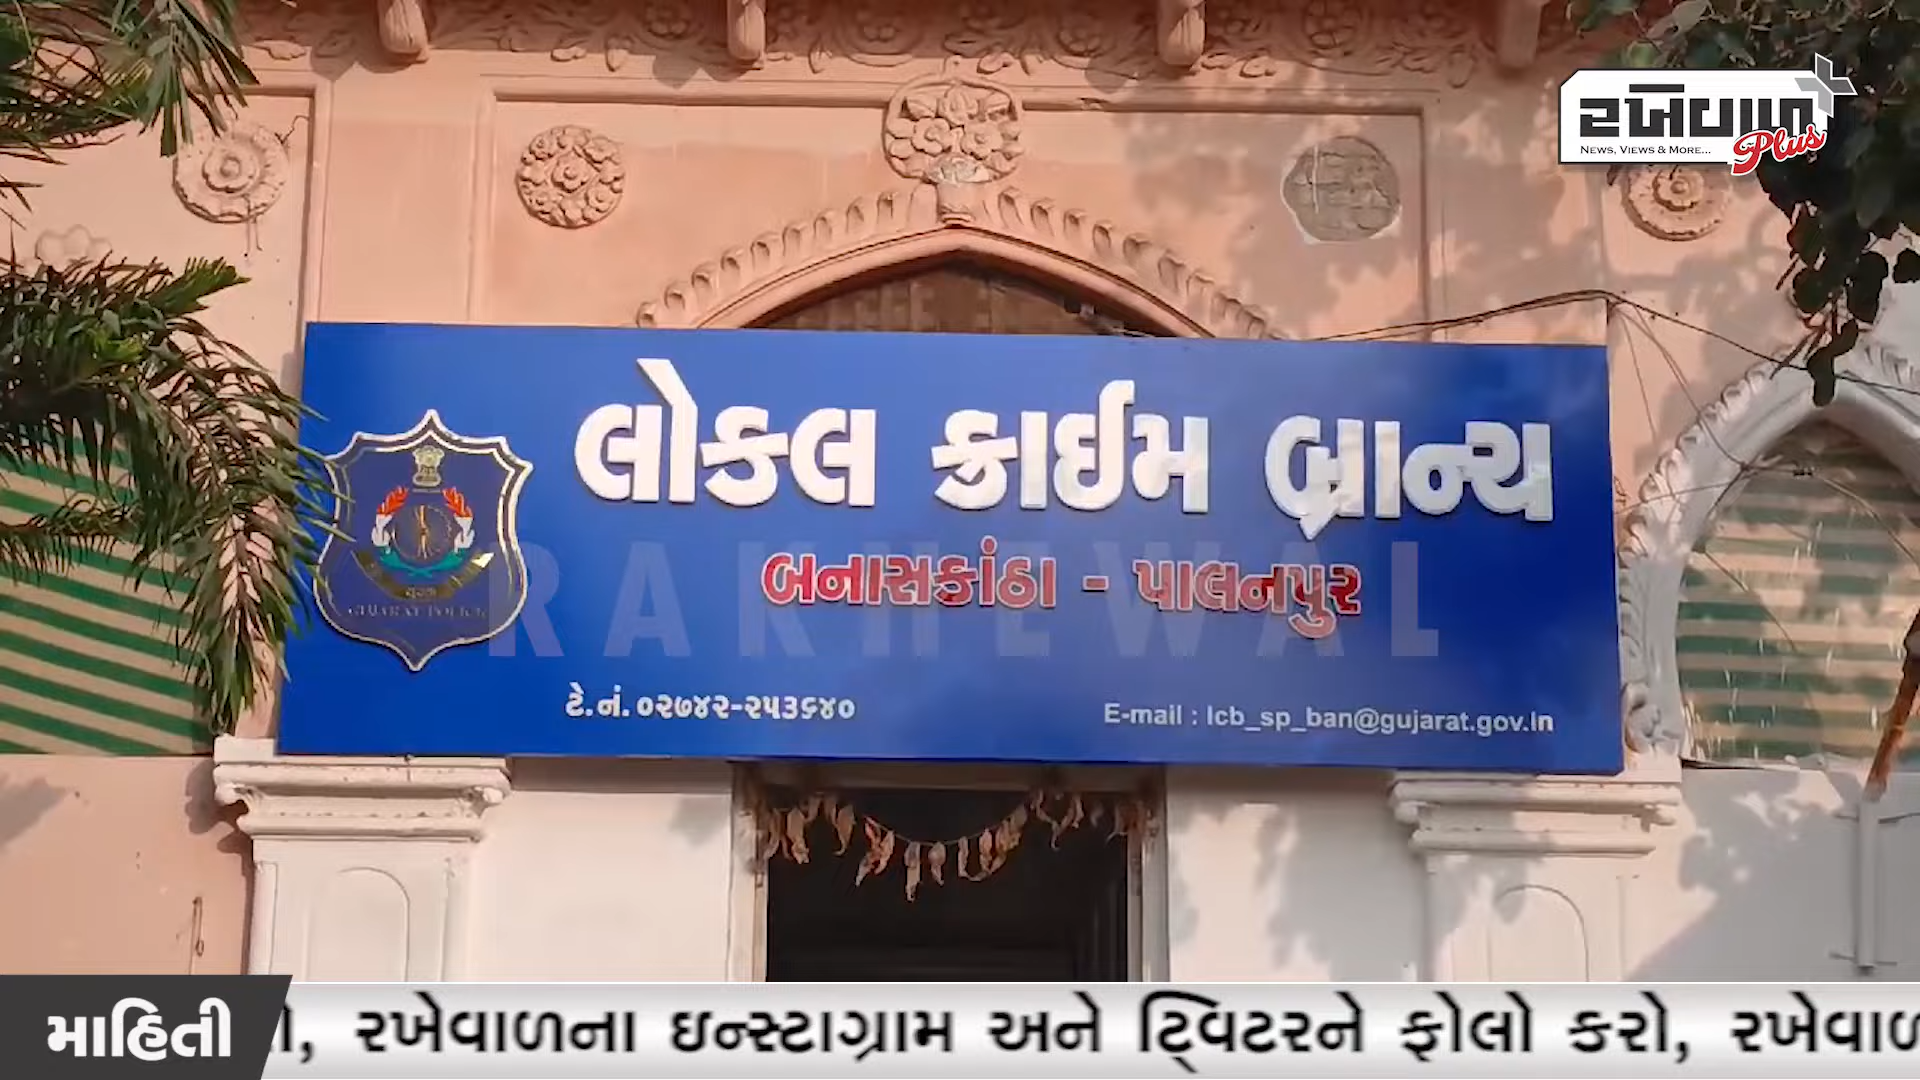 રખેવાળ
Plus
NEWS, VIEWS & MORE...
લોકલ ક્રાઈમ બ્રાન્ચ
બનાસકાંઠા - પાલનપુર
RAKHEWAL
GUJARAT POLICE
ટે.નં. ૦૨૭૪૨-૨૫૩૬૪૦
E-mail : lcb_sp_ban@gujarat.gov.in
માહિતી
, રખેવાળના ઇન્સ્ટાગ્રામ અને ટ્વિટરને ફોલો કરો, રખેવાળ